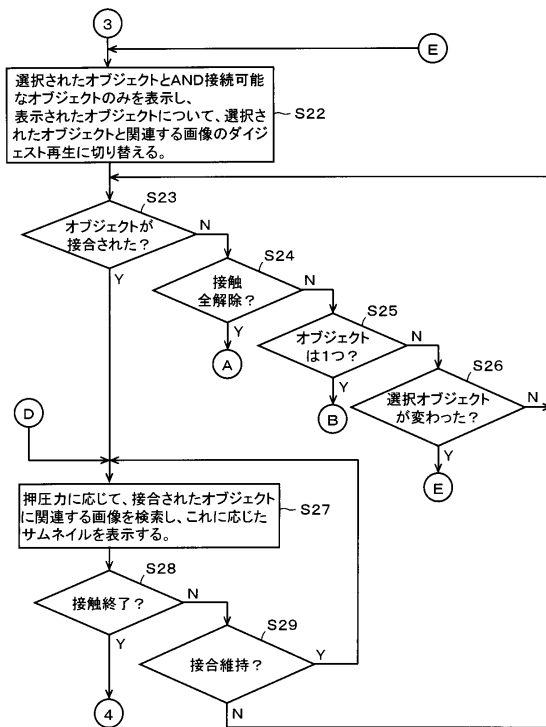 3
E
選択されたオブジェクトとAND接続可能
なオブジェクトのみを表示し、
表示されたオブジェクトについて、選択さ
れたオブジェクトと関連する画像のダイジ
ェスト再生に切り替える。
S22
S23
オブジェクトが
接合された？
N
Y
S24
接触
全解除？
N
Y
A
S25
オブジェクト
は1つ？
N
Y
B
S26
選択オブジェクト
が変わった？
N
Y
E
D
押圧力に応じて、接合されたオブジェクト
に関連する画像を検索し、これに応じた
サムネイルを表示する。
S27
S28
接触終了？
N
Y
4
S29
接合維持？
Y
N